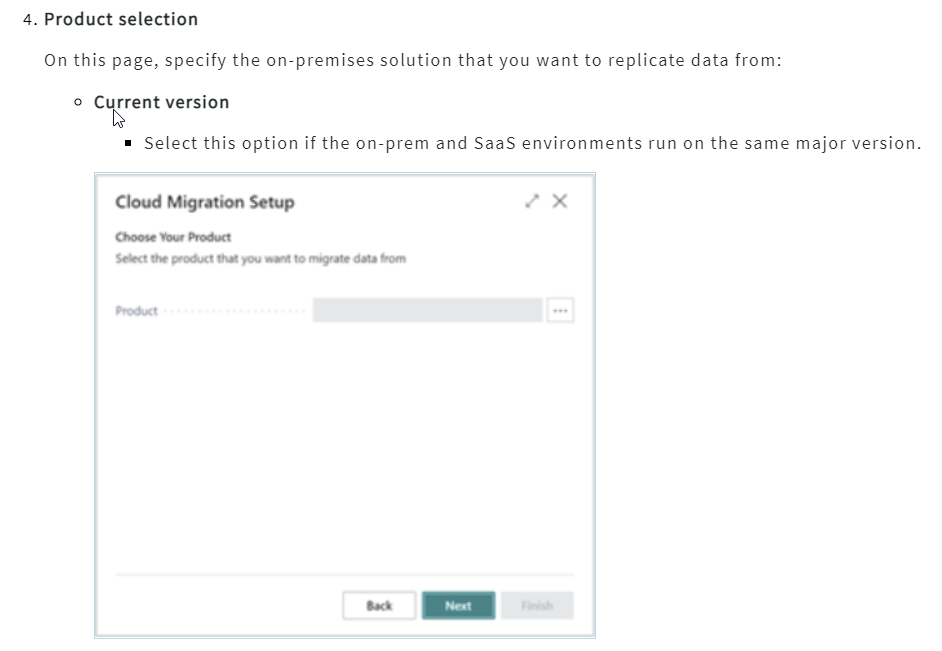 4. Product selection
On this page, specify the on-premises solution that you want to replicate data from:
Current version
Select this option if the on-prem and SaaS environments run on the same major version.
Cloud Migration Setup
Choose Your Product
Select the product that you want to migrate data from
Product
Back Next Finish